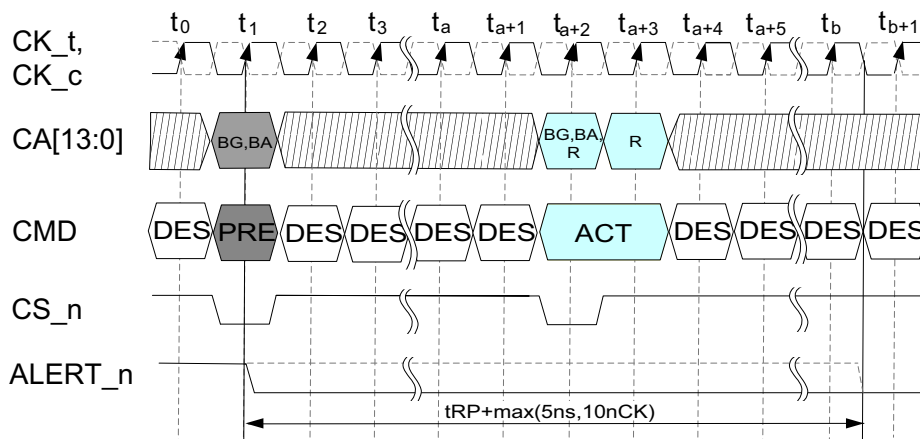 t0 t1 t2 t3 ta ta+1 ta+2 ta+3 ta+4 ta+5 tb tb+1
CK_t,
CK_c
CA[13:0] BG,BA BG,BA, R
R
CMD DES PRE DES DES DES DES ACT DES DES DES DES
CS_n
ALERT_n
tRP+max(5ns,10nCK)